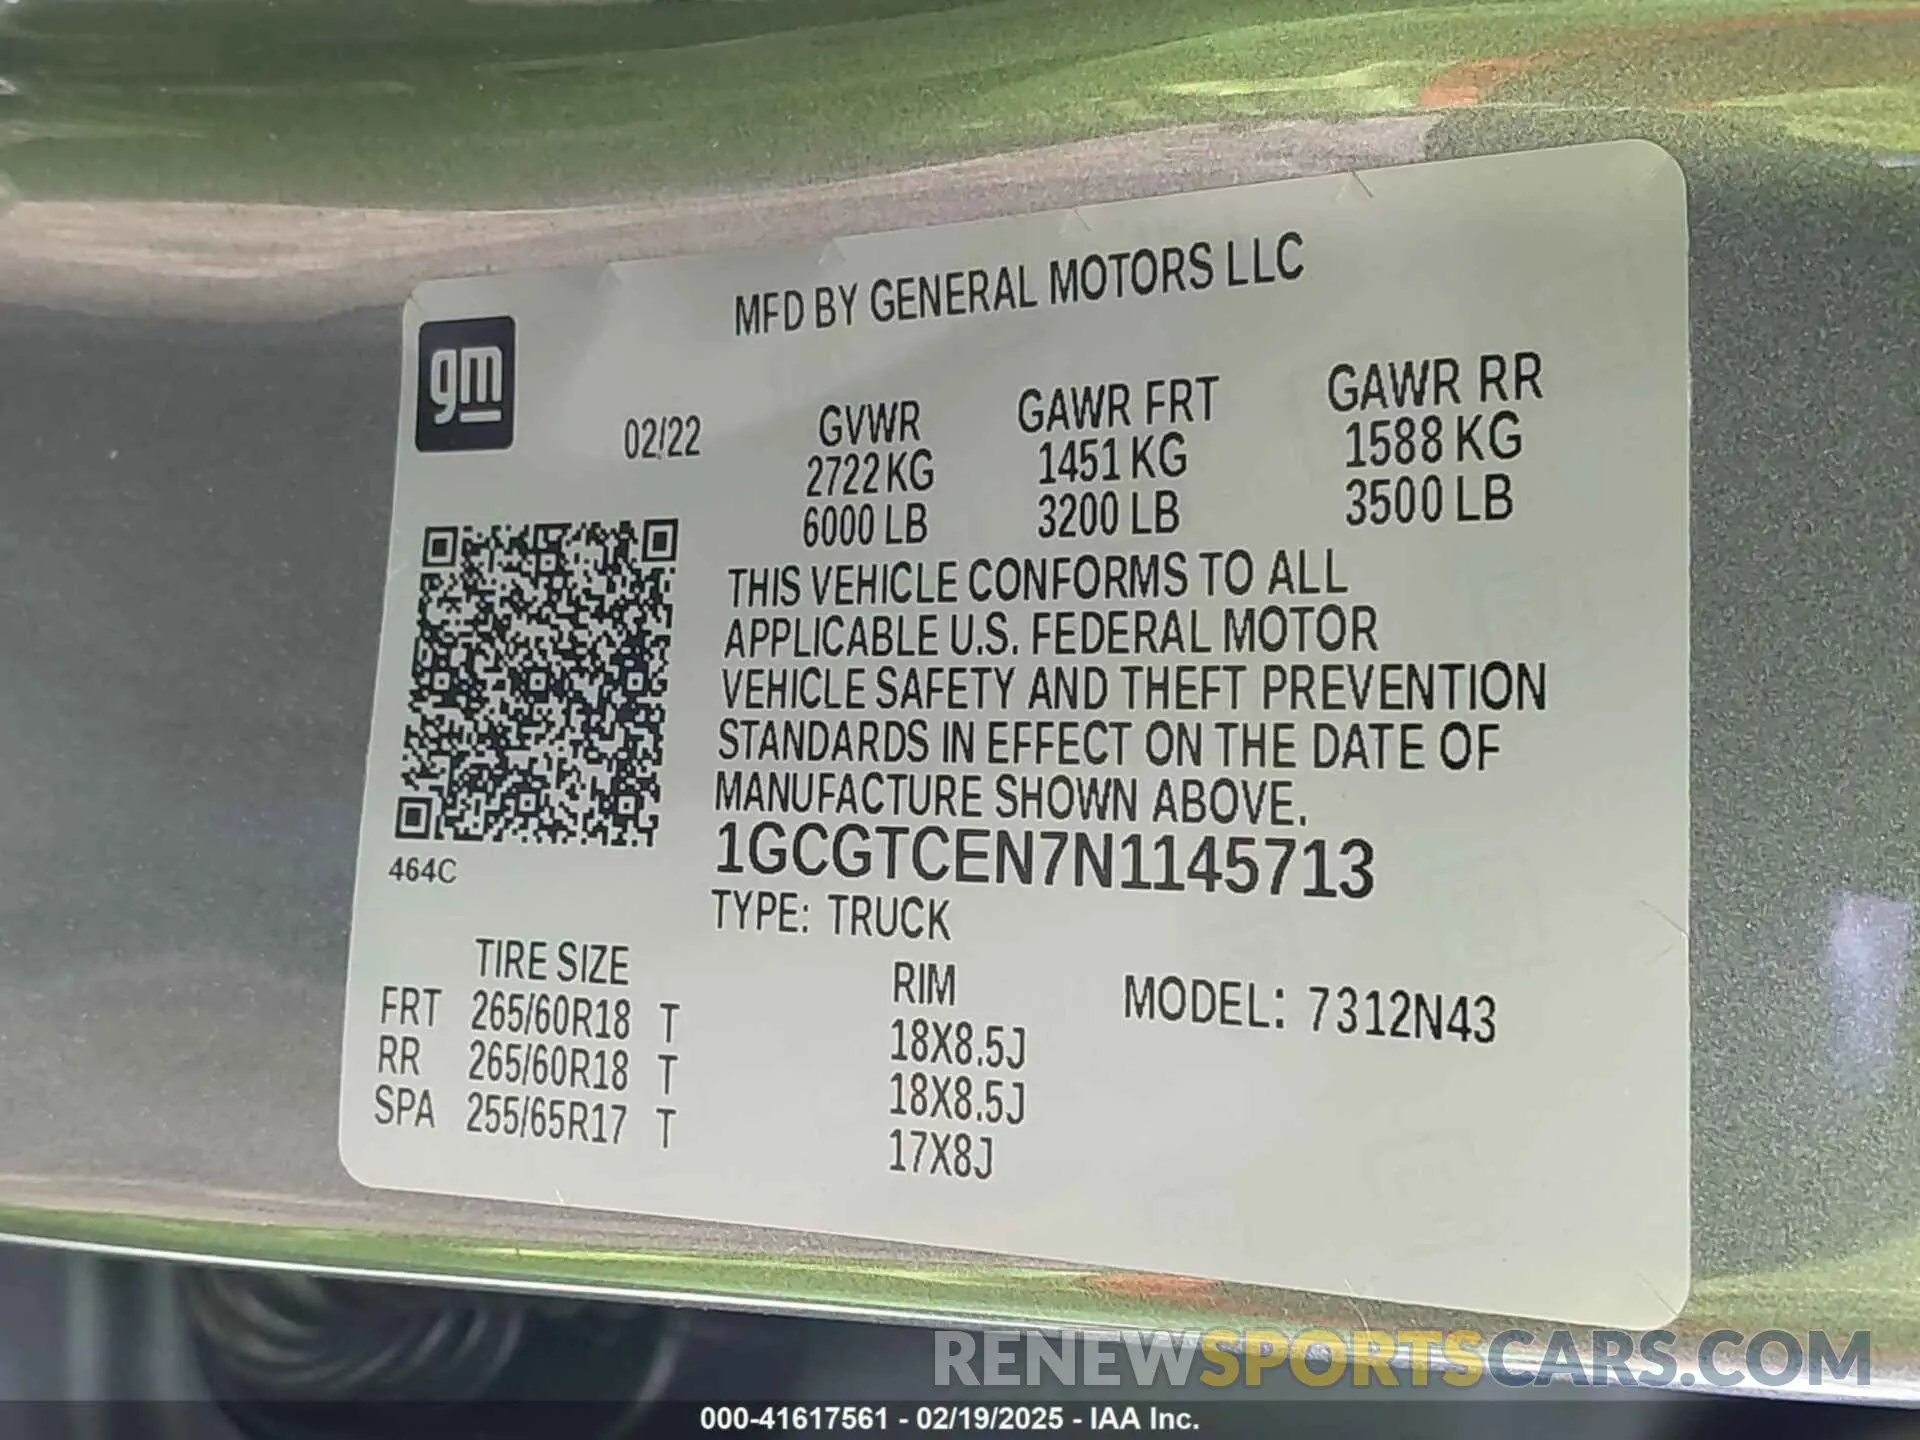 MFD BY GENERAL MOTORS LLC
gm
02/22
GVWR GAWR FRT GAWR RR
2722 KG 1451 KG 1588 KG
6000 LB 3200 LB 3500 LB
THIS VEHICLE CONFORMS TO ALL
APPLICABLE U.S. FEDERAL MOTOR
VEHICLE SAFETY AND THEFT PREVENTION
STANDARDS IN EFFECT ON THE DATE OF
MANUFACTURE SHOWN ABOVE.
1GCGTCEN7N1145713
464C
TYPE: TRUCK
TIRE SIZE RIM MODEL: 7312N43
FRT 265/60R18 T 18X8.5J
RR 265/60R18 T 18X8.5J
SPA 255/65R17 T 17X8J
RENEWSPORTSCARS.COM
000-41617561 - 02/19/2025 - IAA Inc.